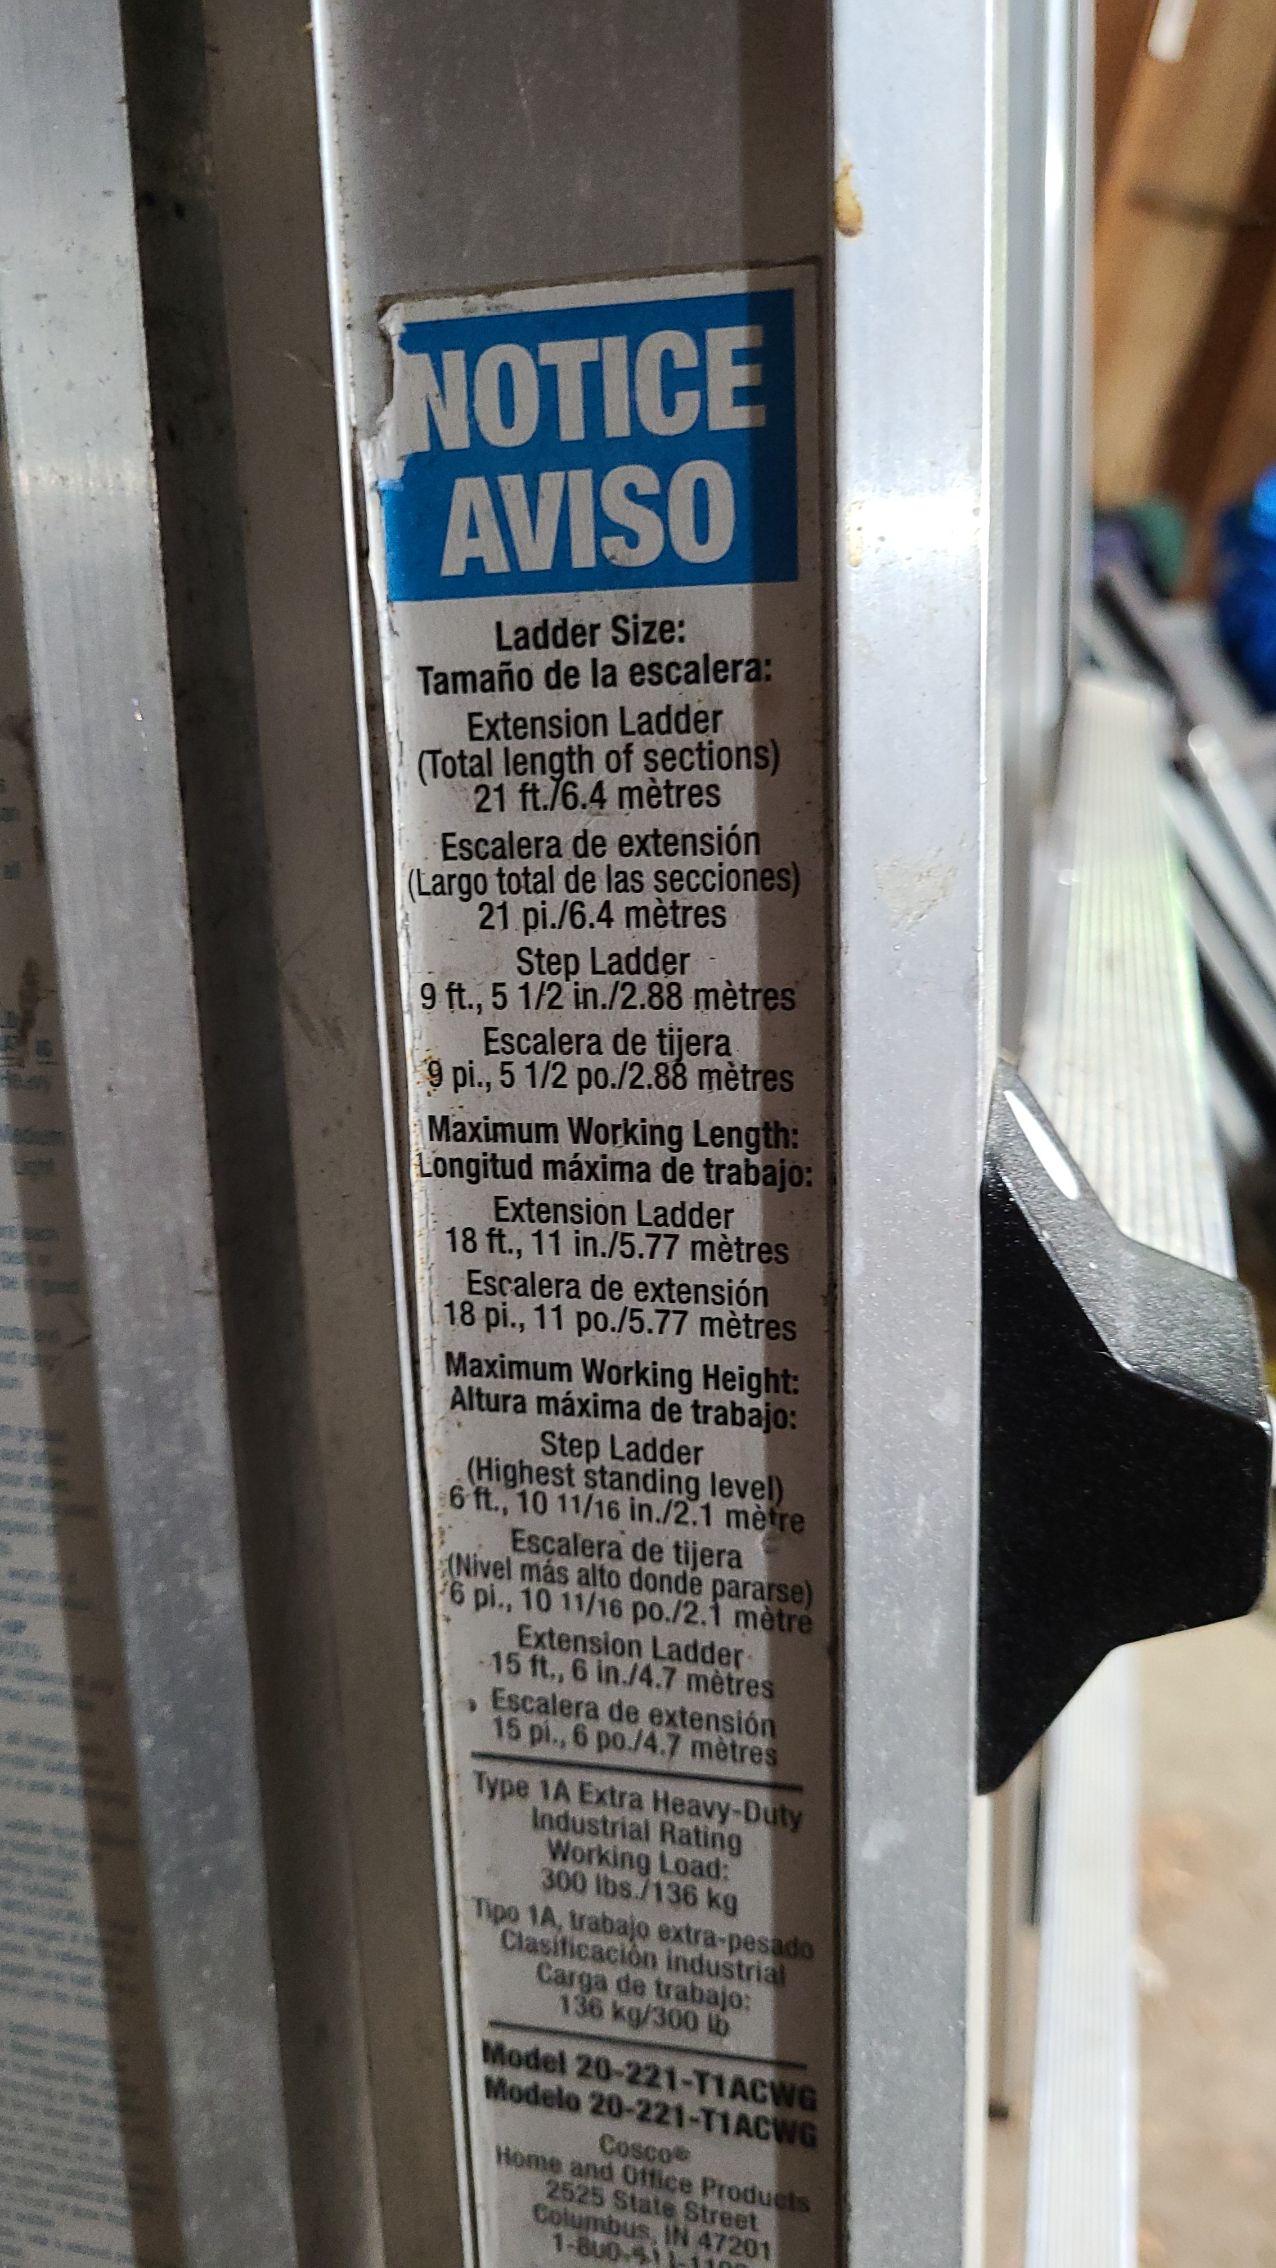 NOTICE
AVISO
Ladder Size:
Tamaño de la escalera:
Extension Ladder
(Total length of sections)
21 ft./6.4 mètres
Escalera de extensión
(Largo total de las secciones)
21 pi./6.4 mètres
Step Ladder
9 ft., 5 1/2 in./2.88 mètres
Escalera de tijera
9 pi., 5 1/2 po./2.88 mètres
Maximum Working Length:
Longitud máxima de trabajo:
Extension Ladder
18 ft., 11 in./5.77 mètres
Escalera de extensión
18 pi., 11 po./5.77 mètres
Maximum Working Height:
Altura máxima de trabajo:
Step Ladder
(Highest standing level)
6 ft., 10 11/16 in./2.1 mètre
Escalera de tijera
(Nivel más alto donde pararse)
6 pi., 10 11/16 po./2.1 mètre
Extension Ladder
15 ft., 6 in./4.7 mètres
Escalera de extensión
15 pi., 6 po./4.7 mètres
Type 1A Extra Heavy-Duty
Industrial Rating
Working Load:
300 lbs./136 kg
Tipo 1A, trabajo extra-pesado
Clasificación industrial
Carga de trabajo:
136 kg/300 lb
Model 20-221-T1ACWG
Modelo 20-221-T1ACWG
Cosco®
Home and Office Products
2525 State Street
Columbus, IN 47201